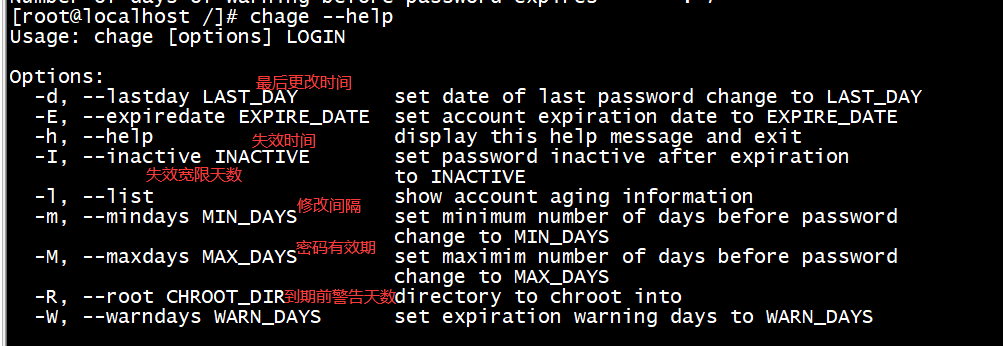 [root@localhost /]# chage --help
Usage: chage [options] LOGIN
Options:
最后更改时间
-d, --lastday LAST_DAY set date of last password change to LAST_DAY
-E, --expiredate EXPIRE_DATE set account expiration date to EXPIRE_DATE
-h, --help display this help message and exit
失效时间
-I, --inactive INACTIVE set password inactive after expiration
to INACTIVE
失效宽限天数
-l, --list show account aging information
-m, --mindays MIN_DAYS 修改间隔 set minimum number of days before password
change to MIN_DAYS
-M, --maxdays MAX_DAYS 密码有效期 set maximim number of days before password
change to MAX_DAYS
-R, --root CHROOT_DIR 到期前警告天数 directory to chroot into
-W, --warndays WARN_DAYS set expiration warning days to WARN_DAYS